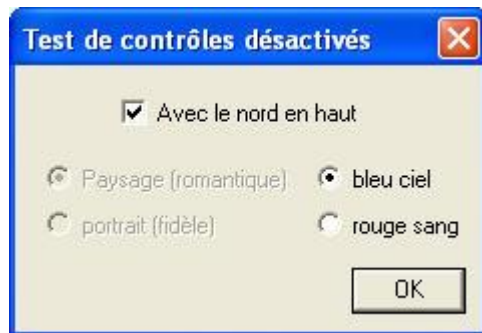 Test de contrôles désactivés
Avec le nord en haut
Paysage (romantique) bleu ciel
portrait (fidèle) rouge sang
OK